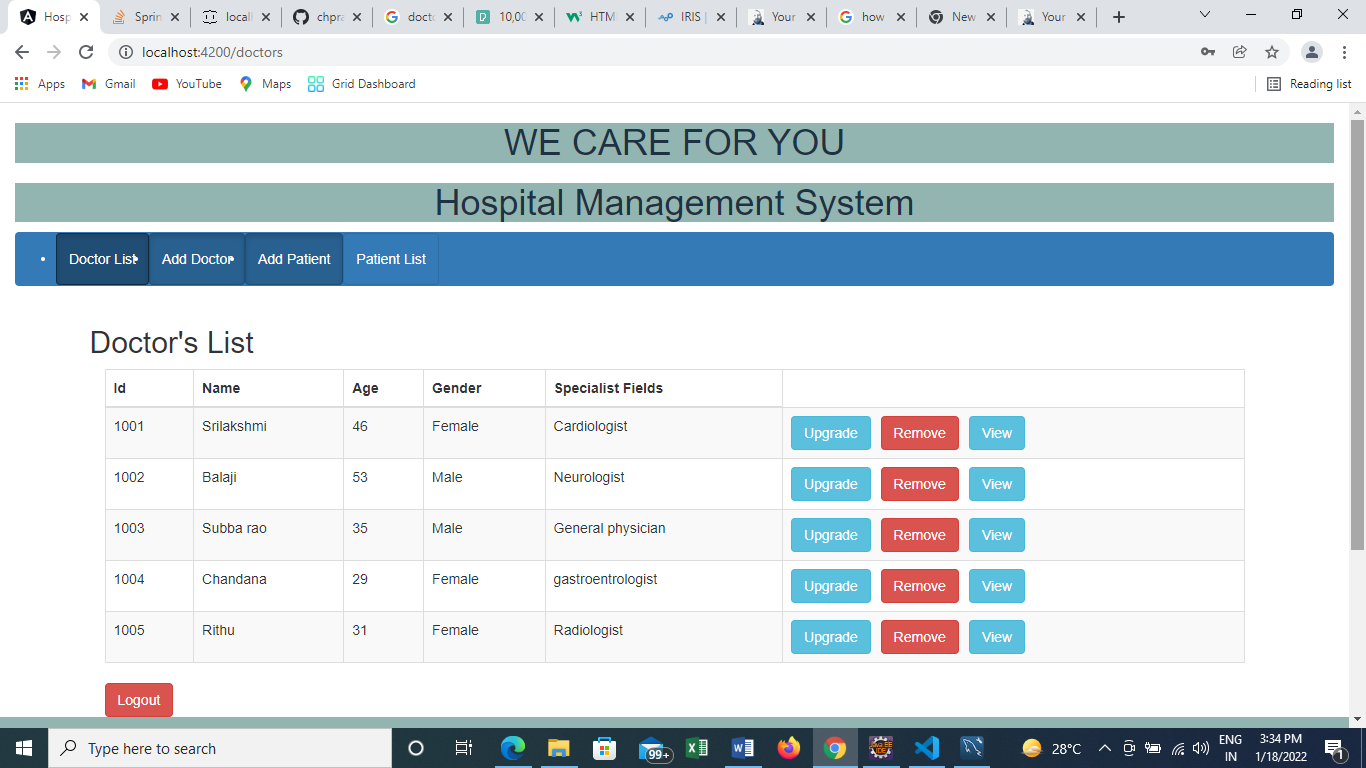 Hosp Sprin locall chpra docto 10,00 HTM IRIS | Your how New Your
localhost:4200/doctors
Apps Gmail YouTube Maps Grid Dashboard Reading list
WE CARE FOR YOU
Hospital Management System
Doctor List Add Doctor Add Patient Patient List
Doctor's List
Id Name Age Gender Specialist Fields
1001 Srilakshmi 46 Female Cardiologist Upgrade Remove View
1002 Balaji 53 Male Neurologist Upgrade Remove View
1003 Subba rao 35 Male General physician Upgrade Remove View
1004 Chandana 29 Female gastroentrologist Upgrade Remove View
1005 Rithu 31 Female Radiologist Upgrade Remove View
Logout
Type here to search 99+ 28°C ENG IN 3:34 PM 1/18/2022 1